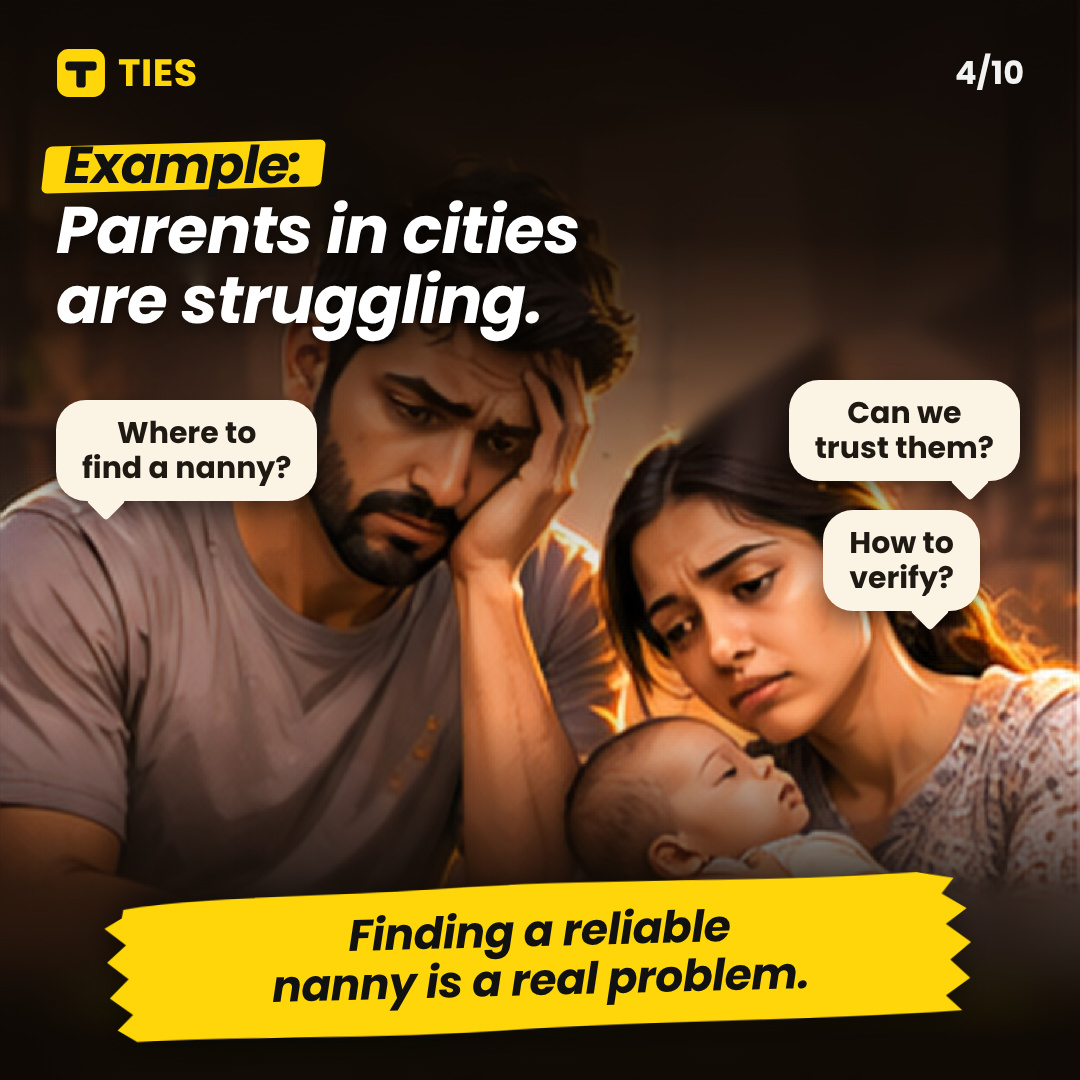 TIES
4/10
Example:
Parents in cities
are struggling.
Where to
find a nanny?
Can we
trust them?
How to
verify?
Finding a reliable
nanny is a real problem.